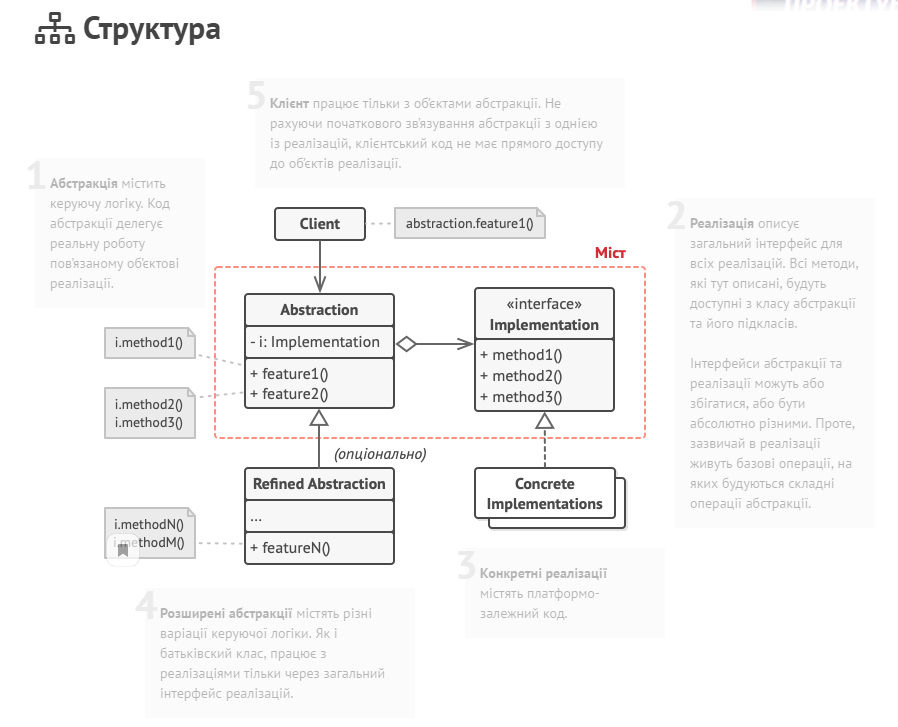 Структура
5
Клієнт працює тільки з об'єктами абстракції. Не
рахуючи початкового зв'язування абстракції з однією
із реалізацій, клієнтський код не має прямого доступу
до об'єктів реалізації.
1
Абстракція містить
керуючу логіку. Код
абстракції делегує
реальну роботу
пов'язаному об'єктові
реалізації.
2
Реалізація описує
загальний інтерфейс для
всіх реалізацій. Всі методи,
які тут описані, будуть
доступні з класу абстракції
та його підкласів.
Інтерфейси абстракції та
реалізації можуть або
збігатися, або бути
абсолютно різними. Проте,
зазвичай в реалізації
живуть базові операції, на
яких будуються складні
операції абстракції.
Client
abstraction.feature1()
Міст
Abstraction
- i: Implementation
+ feature1()
+ feature2()
«interface»
Implementation
+ method1()
+ method2()
+ method3()
i.method1()
i.method2()
i.method3()
(опціонально)
Refined Abstraction
...
+ featureN()
Concrete
Implementations
i.methodN()
i.methodM()
3
Конкретні реалізації
містять платформо-
залежний код.
4
Розширені абстракції містять різні
варіації керуючої логіки. Як і
батьківский клас, працює з
реалізаціями тільки через загальний
інтерфейс реалізацій.